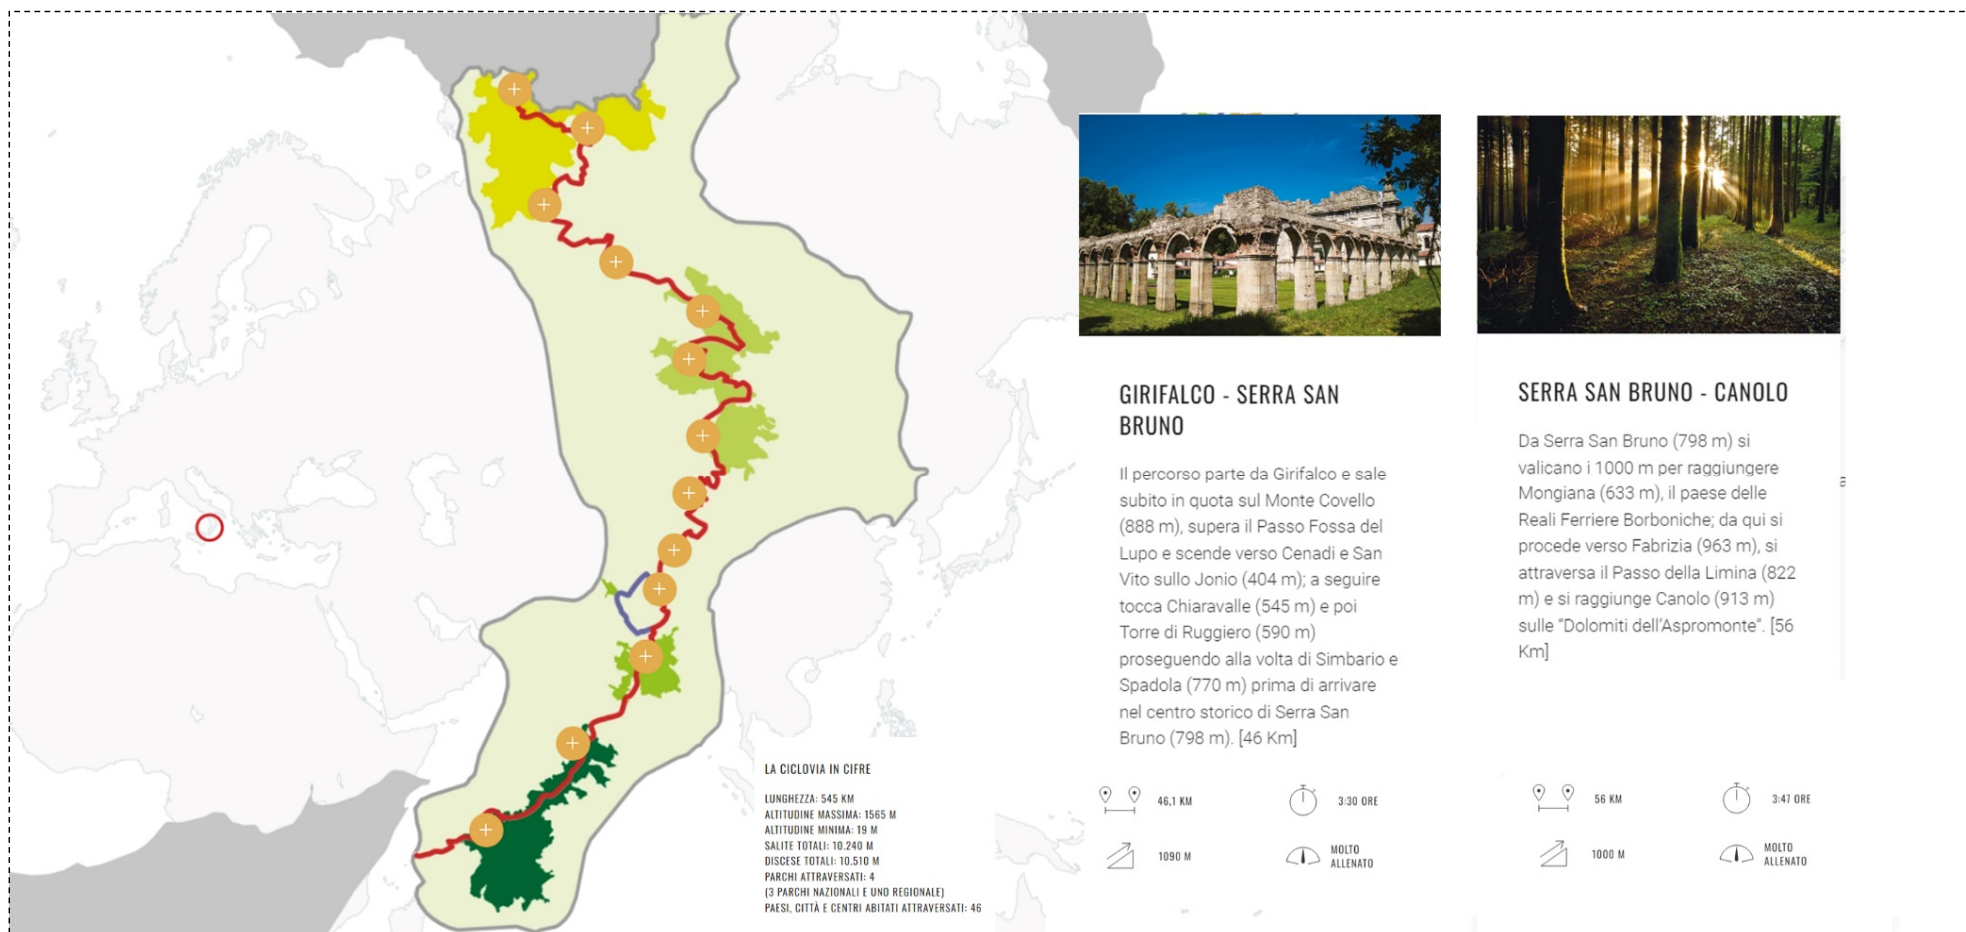 LA CICLOVIA IN CIFRE
LUNGHEZZA: 545 KM
ALTITUDINE MASSIMA: 1565 M
ALTITUDINE MINIMA: 19 M
SALITE TOTALI: 10.240 M
DISCESE TOTALI: 10.510 M
PARCHI ATTRAVERSATI: 4
(3 PARCHI NAZIONALI E UNO REGIONALE)
PAESI, CITTÀ E CENTRI ABITATI ATTRAVERSATI: 46
GIRIFALCO - SERRA SAN
BRUNO
Il percorso parte da Girifalco e sale
subito in quota sul Monte Covello
(888 m), supera il Passo Fossa del
Lupo e scende verso Cenadi e San
Vito sullo Jonio (404 m); a seguire
tocca Chiaravalle (545 m) e poi
Torre di Ruggiero (590 m)
proseguendo alla volta di Simbario e
Spadola (770 m) prima di arrivare
nel centro storico di Serra San
Bruno (798 m). [46 Km]
46,1 KM
3:30 ORE
1090 M
MOLTO
ALLENATO
SERRA SAN BRUNO - CANOLO
Da Serra San Bruno (798 m) si
valicano i 1000 m per raggiungere
Mongiana (633 m), il paese delle
Reali Ferriere Borboniche; da qui si
procede verso Fabrizia (963 m), si
attraversa il Passo della Limina (822
m) e si raggiunge Canolo (913 m)
sulle “Dolomiti dell’Aspromonte”. [56
Km]
56 KM
3:47 ORE
1000 M
MOLTO
ALLENATO